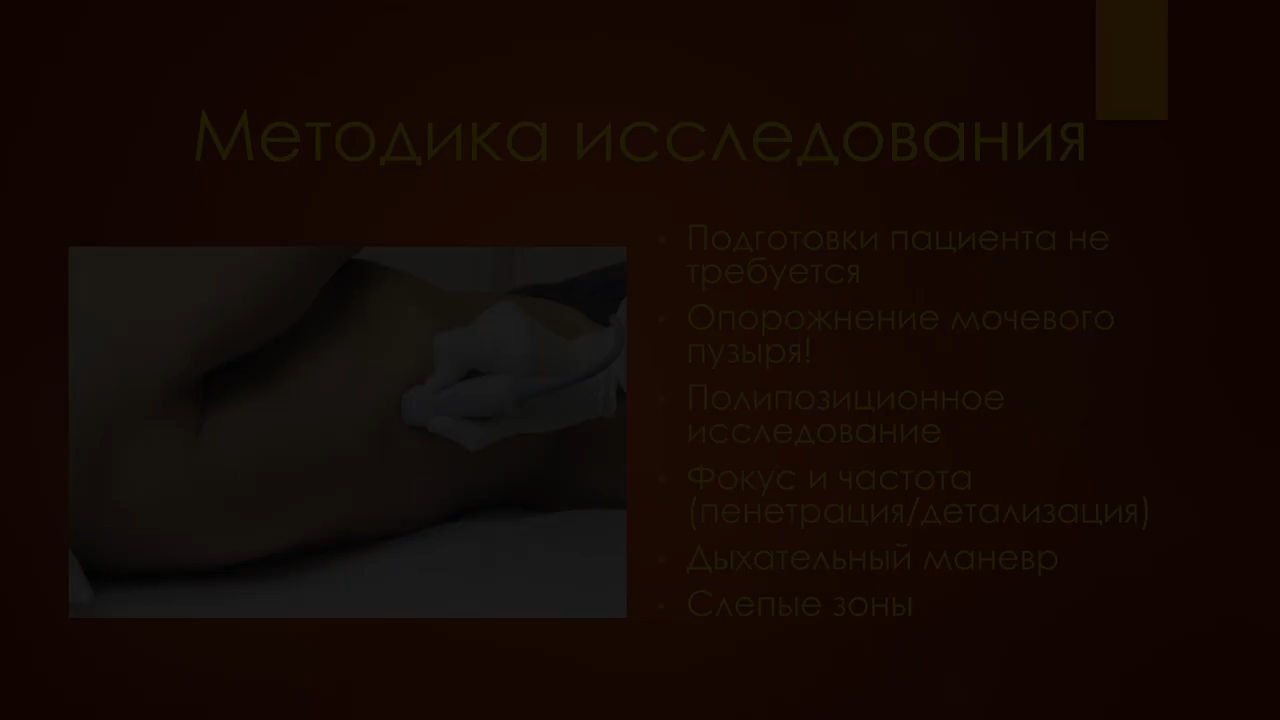 Методика исследования
Подготовки пациента не
требуется
Опорожнение мочевого
пузыря!
Полипозиционное
исследование
Фокус и частота
(пенетрация/детализация)
Дыхательный маневр
Слепые зоны